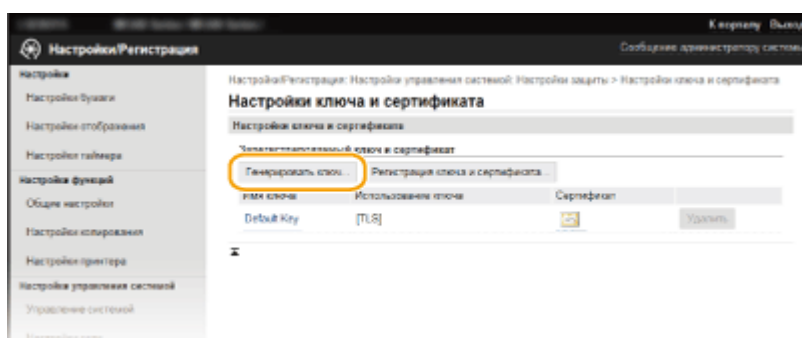 К порталу Выход
Настройки/Регистрация
Сообщение администратору системы
Настройки
Настройки бумаги
Настройки отображения
Настройки таймера
Настройки функций
Общие настройки
Настройки копирования
Настройки принтера
Настройки управления системой
Управление системой
Настройки/Регистрация: Настройки управления системой: Настройки защиты > Настройки ключа и сертификата
Настройки ключа и сертификата
Настройки ключа и сертификата
Зарегистрированный ключ и сертификат
Генерировать ключ... Регистрация ключа и сертификата...
Имя ключа Использование ключа Сертификат
Default Key [TLS] Удалить